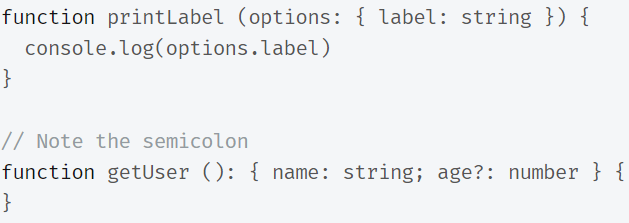 function printLabel (options: { label: string }) {
  console.log(options.label)
}
// Note the semicolon
function getUser (): { name: string; age?: number } {
}